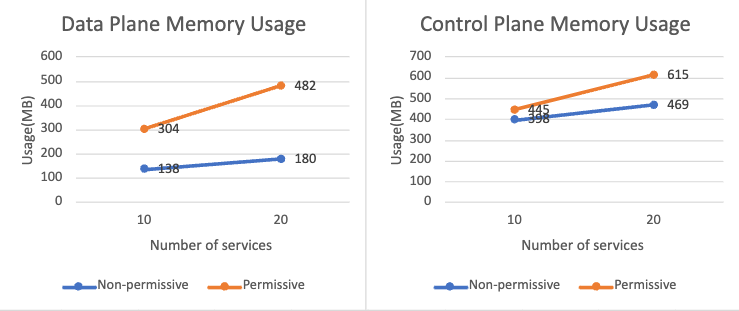 Data Plane Memory Usage
600
500
400
300
200
100
0
Usage(MB)
304
482
138
180
10
20
Number of services
Non-permissive
Permissive
Control Plane Memory Usage
700
600
500
400
300
200
100
0
Usage(MB)
445
615
398
469
10
20
Number of services
Non-permissive
Permissive